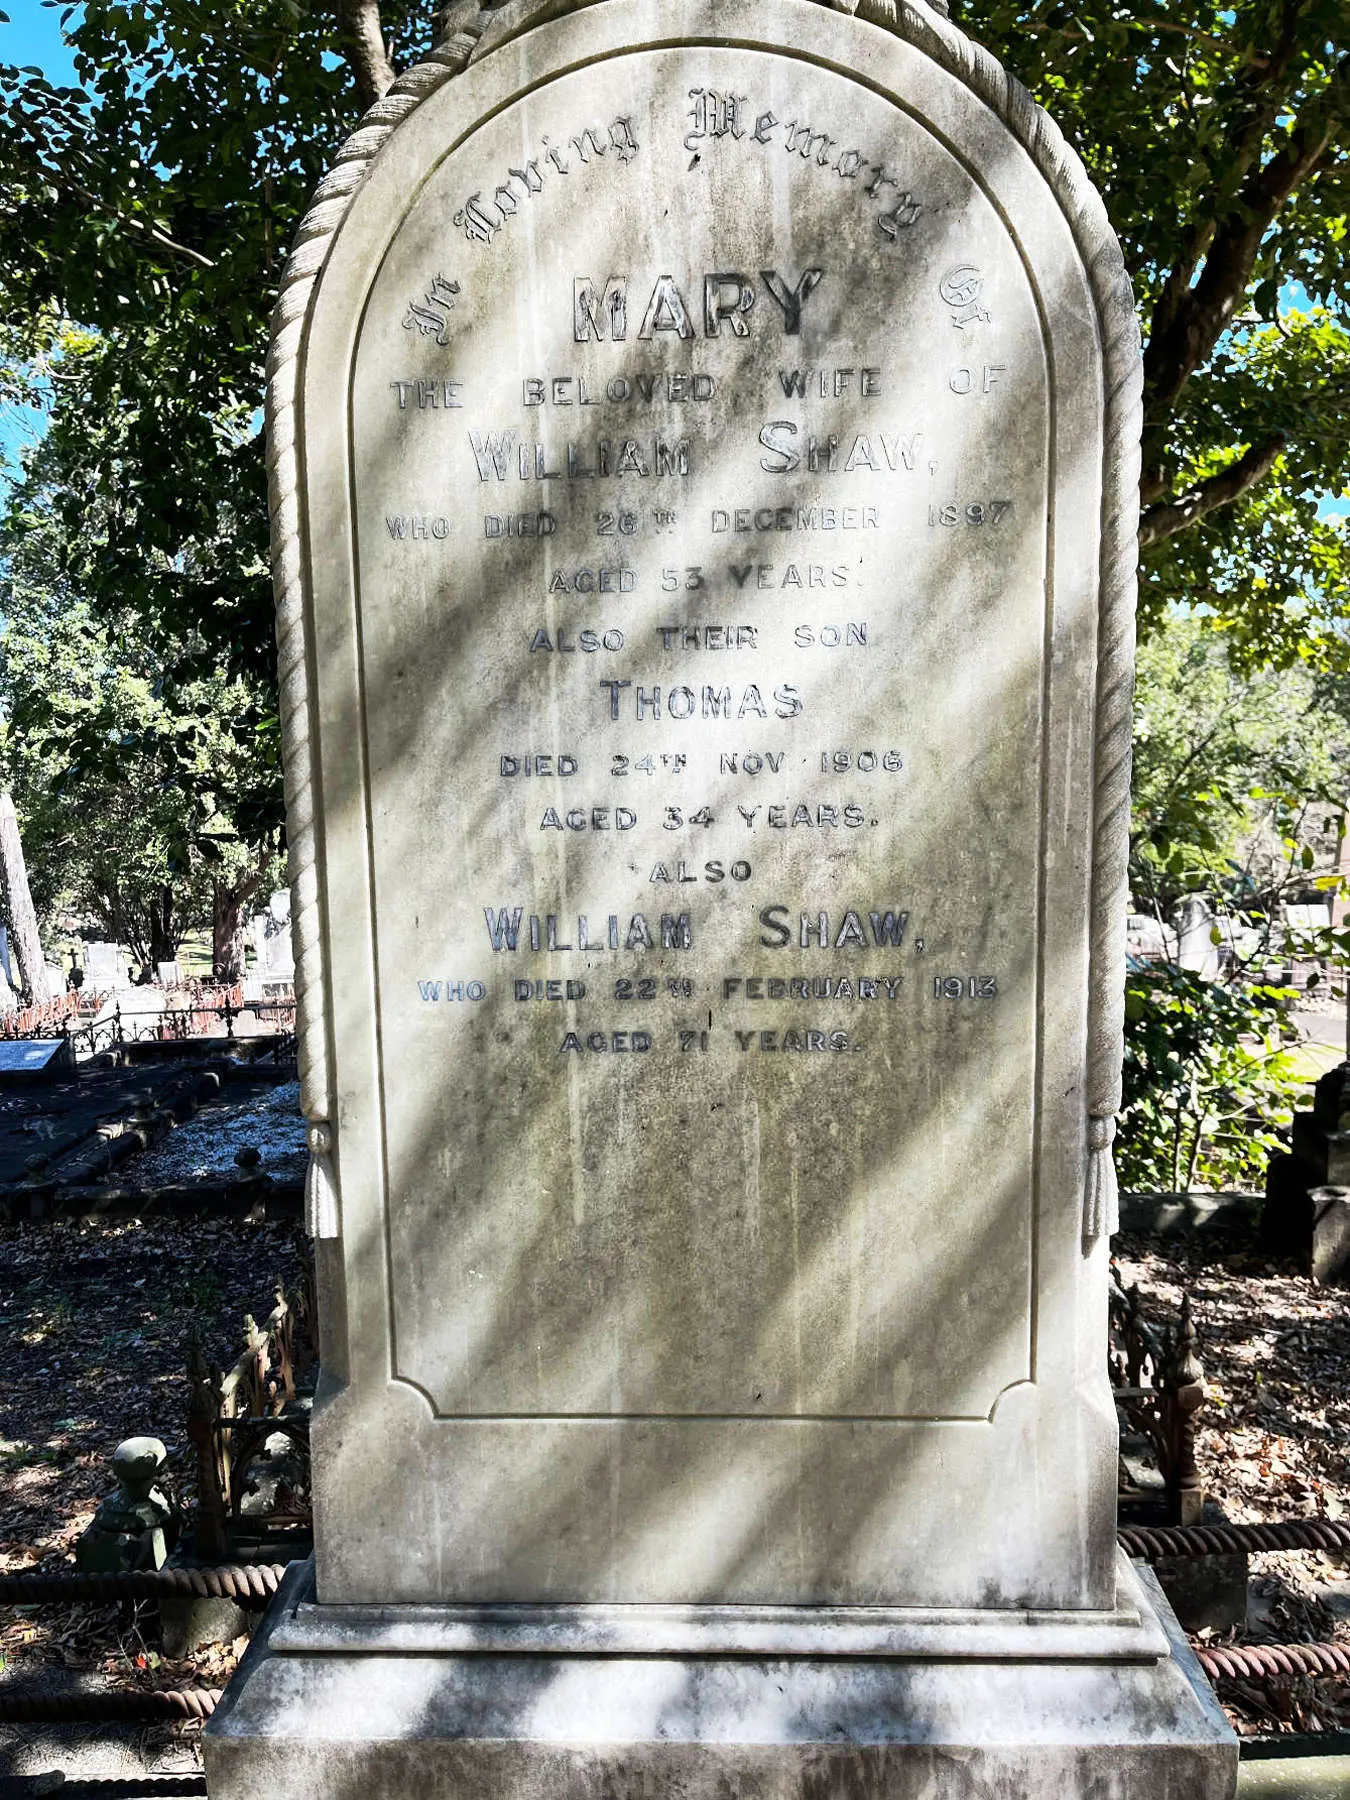 In Loving Memory Of
MARY
THE BELOVED WIFE OF
WILLIAM SHAW,
WHO DIED 26TH DECEMBER 1897
AGED 53 YEARS.
ALSO THEIR SON
THOMAS
DIED 24TH NOV. 1906
AGED 34 YEARS.
ALSO
WILLIAM SHAW,
WHO DIED 22ND FEBRUARY 1913
AGED 71 YEARS.